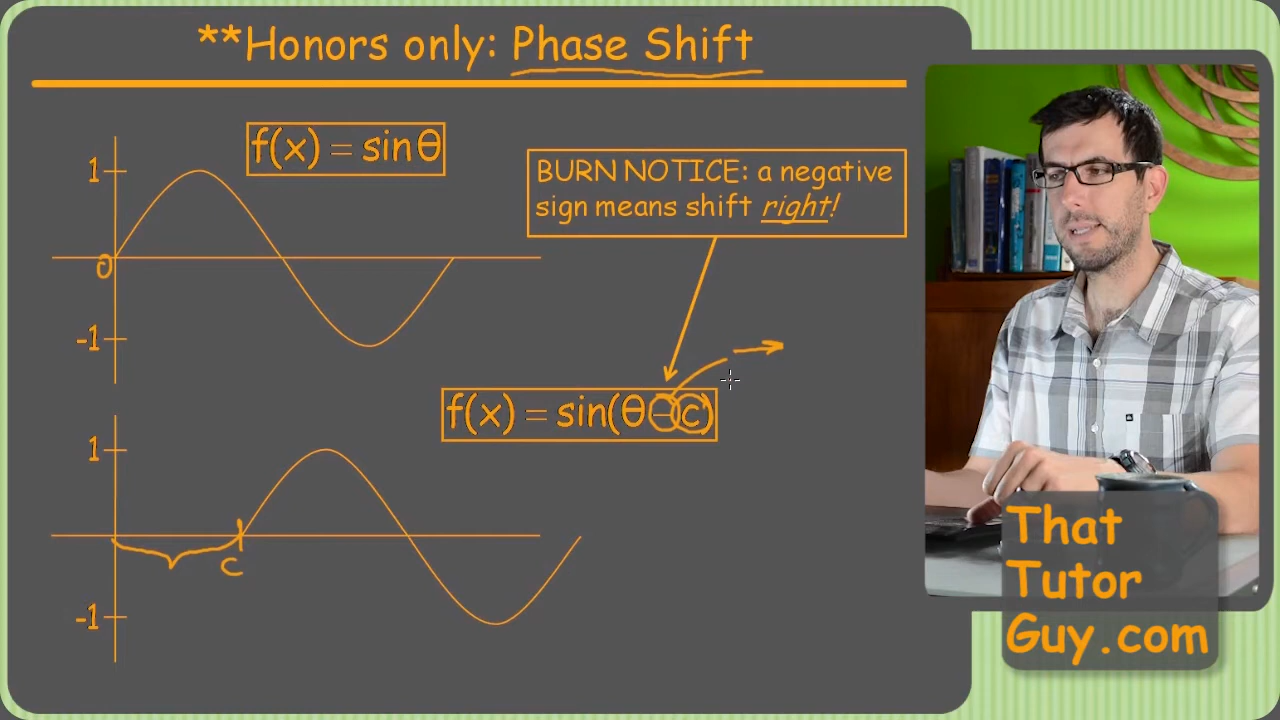 **Honors only: Phase Shift
f(x) = sinθ
BURN NOTICE: a negative
sign means shift right!
1
0
-1
f(x) = sin(θ-c)
1
c
-1
That
Tutor
Guy.com